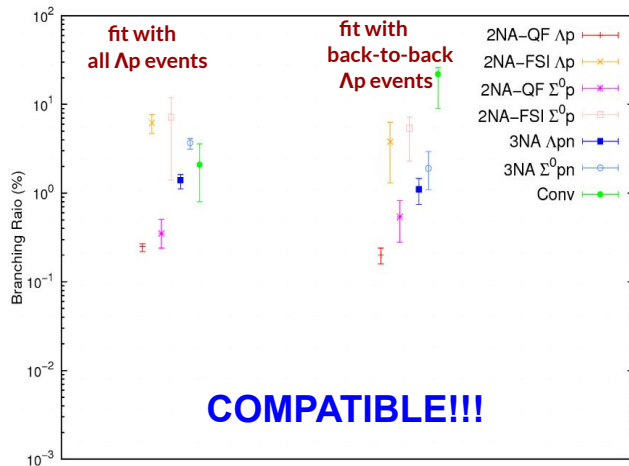 fit with
all Λp events
fit with
back-to-back
Λp events
2NA-QF Λp
2NA-FSI Λp
2NA-QF Σ⁰p
2NA-FSI Σ⁰p
3NA Λpn
3NA Σ⁰pn
Conv
Branching Raio (%)
10²
10¹
10⁰
10⁻¹
10⁻²
10⁻³
COMPATIBLE!!!